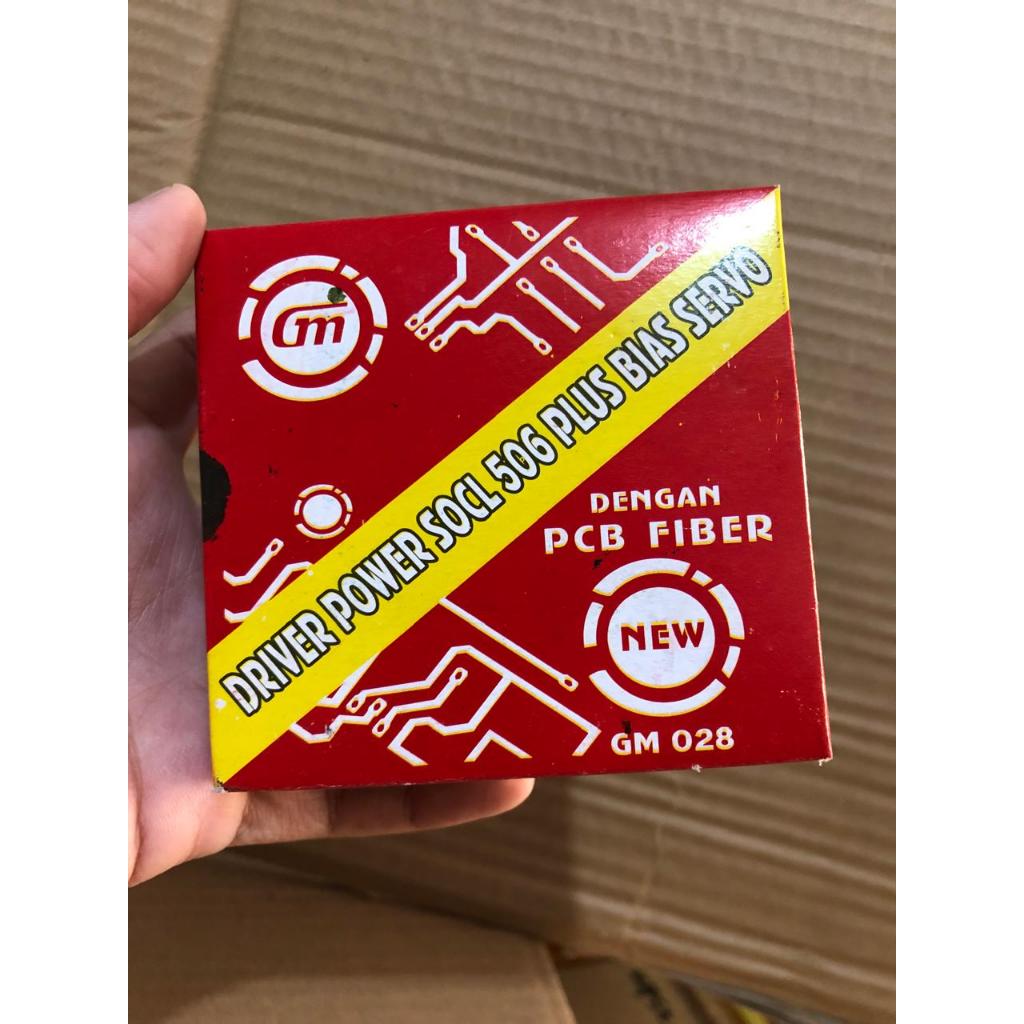 Gm
DRIVER POWER SOCL 506 PLUS BIAS SERVO
DENGAN
PCB FIBER
NEW
GM 028